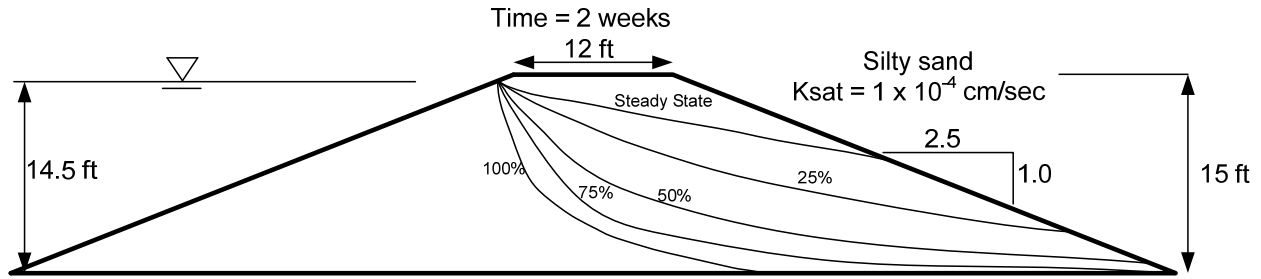 Time = 2 weeks
12 ft
Silty sand
Ksat = 1 x 10⁻⁴ cm/sec
Steady State
2.5
1.0
14.5 ft
15 ft
100%
75%
50%
25%